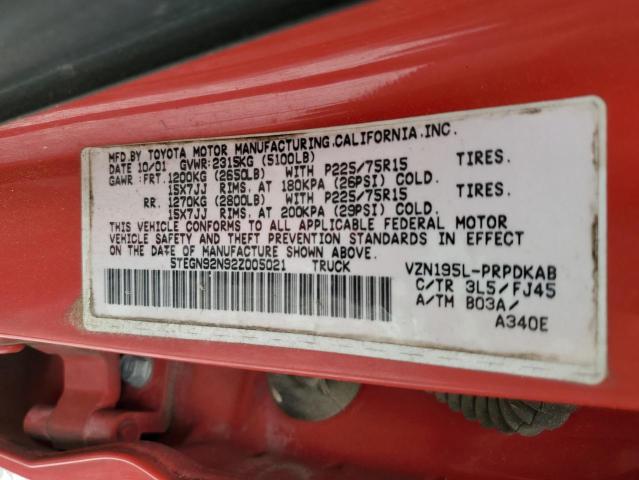 MFD.BY TOYOTA MOTOR MANUFACTURING,CALIFORNIA,INC.
DATE 10/01 GVWR:2315KG (5100LB)
GAWR:FRT.1200KG (2650LB) WITH P225/75R15 TIRES.
15X7JJ RIMS, AT 180KPA (26PSI) COLD.
RR. 1270KG (2800LB) WITH P225/75R15 TIRES.
15X7JJ RIMS, AT 200KPA (29PSI) COLD.
THIS VEHICLE CONFORMS TO ALL APPLICABLE FEDERAL MOTOR
VEHICLE SAFETY AND THEFT PREVENTION STANDARDS IN EFFECT
ON THE DATE OF MANUFACTURE SHOWN ABOVE.
5TEGN92N92Z005021 TRUCK VZN195L-PRPDKAB
C/TR 3L5/FJ45
A/TM B03A/
A340E